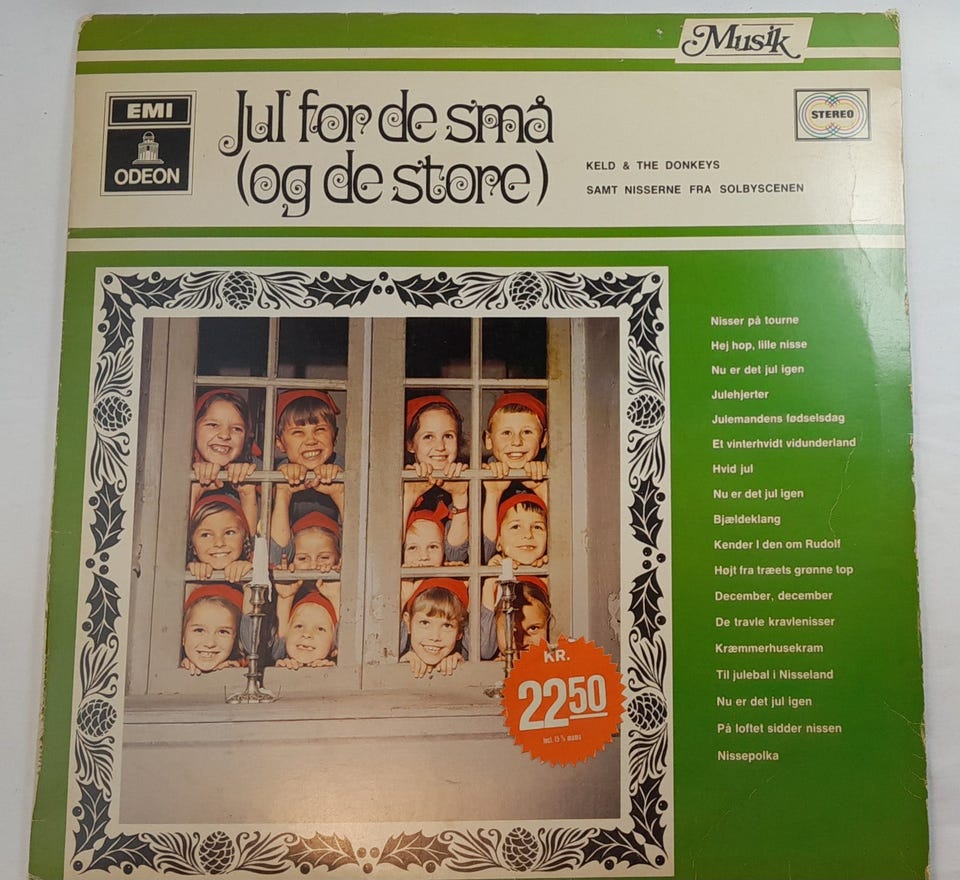 Musik
EMI
ODEON
Jul for de små
(og de store)
STEREO
KELD & THE DONKEYS
SAMT NISSERNE FRA SOLBYSCENEN
Nisser på tourne
Hej hop, lille nisse
Nu er det jul igen
Julehjerter
Julemandens fødselsdag
Et vinterhvidt vidunderland
Hvid jul
Nu er det jul igen
Bjældeklang
Kender I den om Rudolf
Højt fra træets grønne top
December, december
De travle kravlenisser
Kræmmerhusekram
Til julebal i Nisseland
Nu er det jul igen
På loftet sidder nissen
Nissepolka
KR.
2250
Incl. 15 % moms